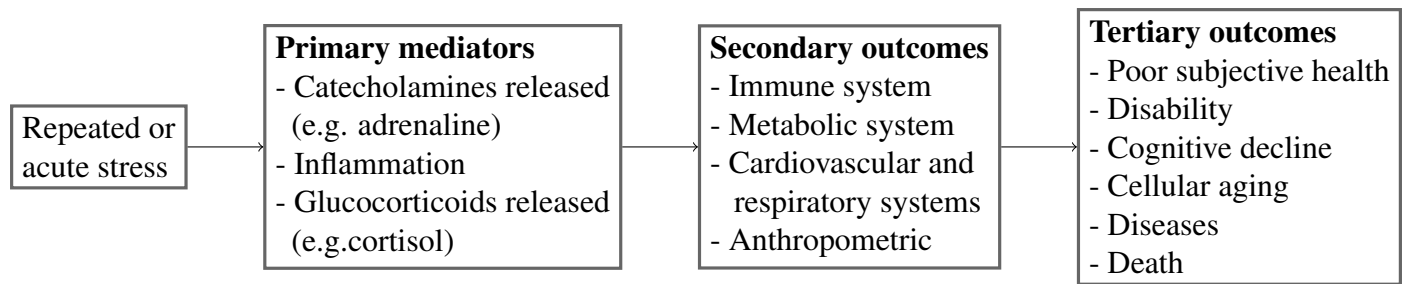 Repeated or
acute stress
Primary mediators
- Catecholamines released
(e.g. adrenaline)
- Inflammation
- Glucocorticoids released
(e.g.cortisol)
Secondary outcomes
- Immune system
- Metabolic system
- Cardiovascular and
respiratory systems
- Anthropometric
Tertiary outcomes
- Poor subjective health
- Disability
- Cognitive decline
- Cellular aging
- Diseases
- Death